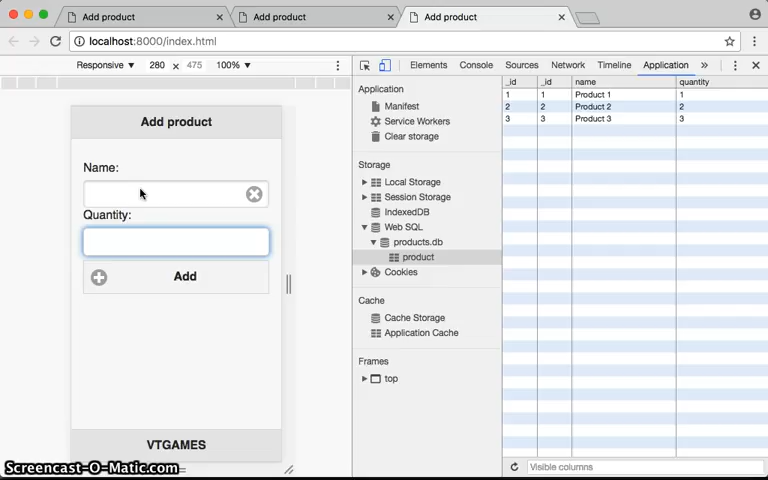 Add product
Add product
Add product
localhost:8000/index.html
Responsive ▼ 280 × 475 100% ▼
Elements Console Sources Network Timeline Application »
Add product
Name:
Quantity:
Add
VTGAMES
Application
Manifest
Service Workers
Clear storage
Storage
Local Storage
Session Storage
IndexedDB
Web SQL
products.db
product
Cookies
Cache
Cache Storage
Application Cache
Frames
top
_id _id name quantity
1 1 Product 1 1
2 2 Product 2 2
3 3 Product 3 3
Visible columns
Screencast-O-Matic.com